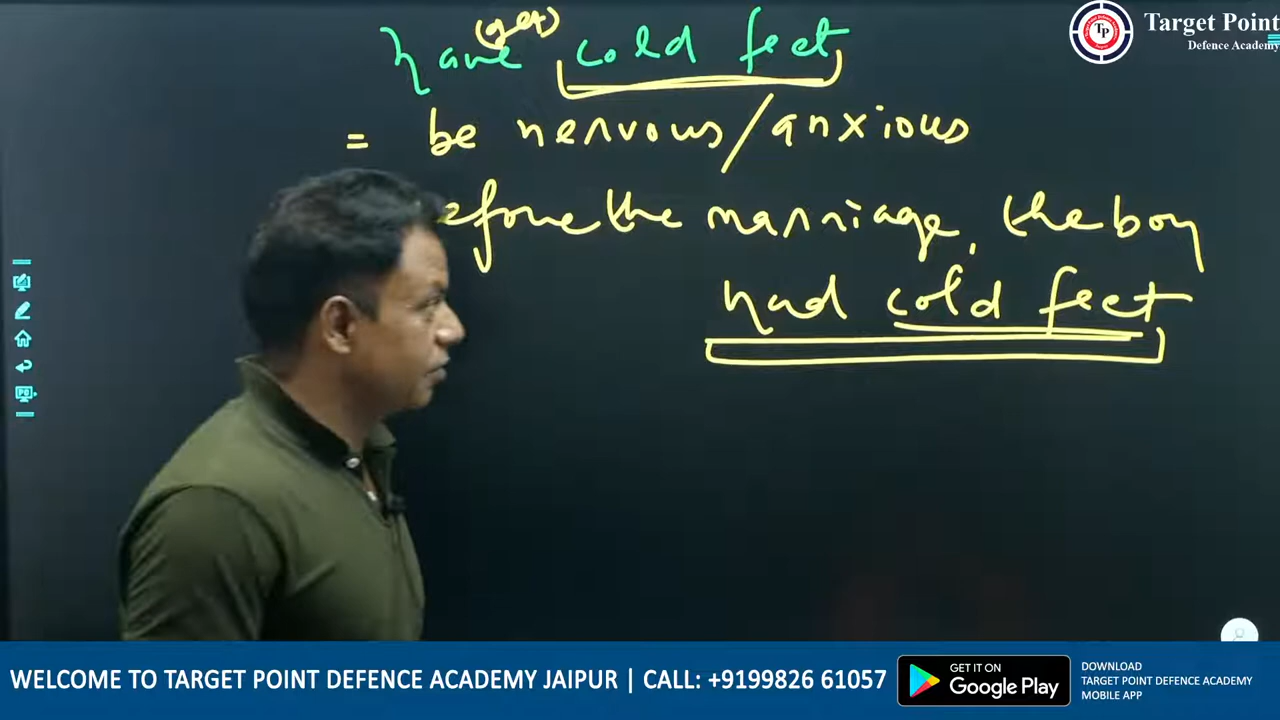 (get)
have cold feet
Target Point
Defence Academy
TP
= be nervous/anxious
efore the marriage, the boy
had cold feet
WELCOME TO TARGET POINT DEFENCE ACADEMY JAIPUR | CALL: +9199826 61057
GET IT ON
Google Play
DOWNLOAD
TARGET POINT DEFENCE ACADEMY
MOBILE APP